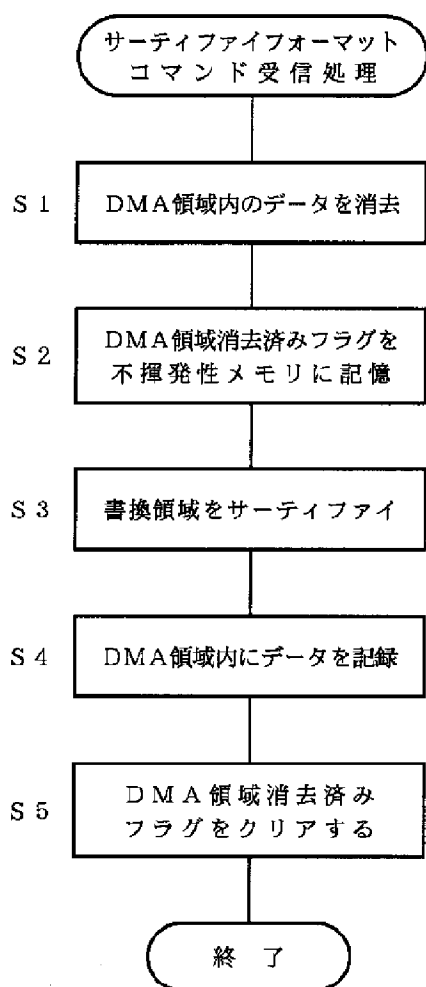 サーティファイフォーマット
コマンド受信処理
S1
DMA領域内のデータを消去
S2
DMA領域消去済みフラグを
不揮発性メモリに記憶
S3
書換領域をサーティファイ
S4
DMA領域内にデータを記録
S5
DMA領域消去済み
フラグをクリアする
終了